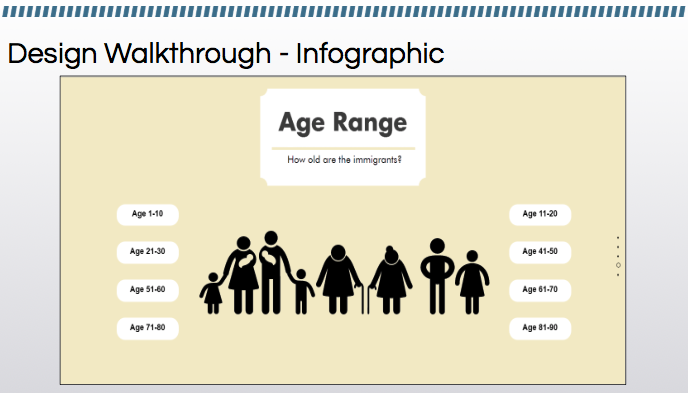 Design Walkthrough - Infographic
Age Range
How old are the immigrants?
Age 1-10
Age 11-20
Age 21-30
Age 41-50
Age 51-60
Age 61-70
Age 71-80
Age 81-90